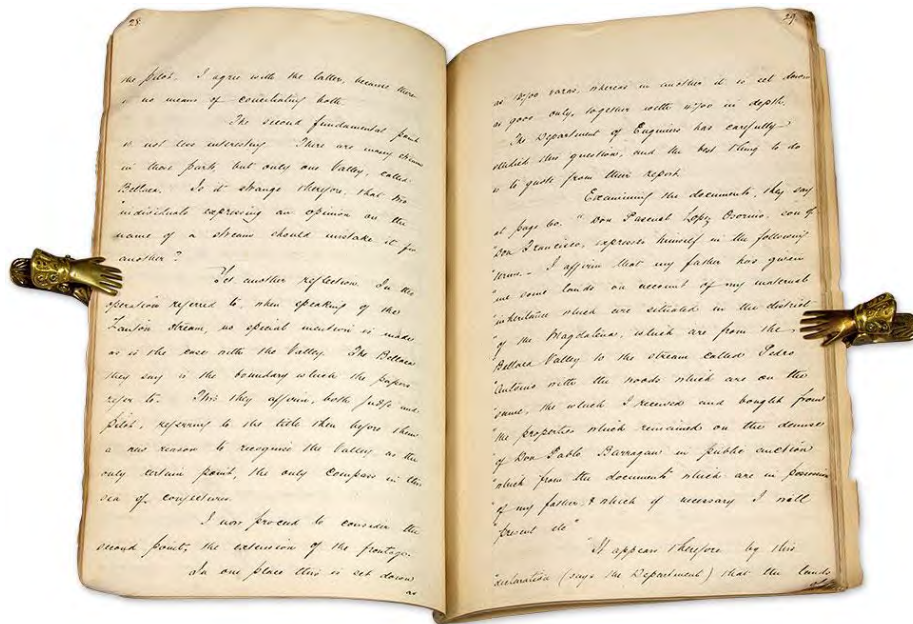 28
the pilot. I agree with the latter, because there
is no means of conciliating both
The second fundamental point
is not less interesting. There are many streams
in those parts, but only one Valley, called
Bellaca. Is it strange therefore, that two
individuals expressing an opinion on the
name of a stream should mistake it for
another?
Yet another reflection. In the
operation referred to, when speaking of the
stream, no special mention is made
as is the case with the Valley. The Bellaca
they say is the boundary which the papers
refer to. This they affirm, both Judge and
pilot, referring to the title then before them
a new reason to recognise the Valley as the
only certain point, the only compass in this
sea of conjectures.
I now proceed to consider the
second point, the extension of the frontage.
In one place this is set down
as
29
as varas, whereas in another it is set down
as 9000 only, together with in depth.
The Department of Engineers has carefully
studied this question, and the best thing to do
is to quote from their report.
Examining the documents, they say
at page 60. "Don Pascual Lopez Osornio, son of
"Don Francisco, expresses himself in the following
"terms. I affirm that my father has given
"me some lands on account of my maternal
"inheritance which are situated in the district
"of the Magdalena, which are from the
"Bellaca Valley to the stream called Pedro
"Antonio with the woods which are on the
"same, the which I received and bought from
"the properties which remained on the demise
"of Don Pablo Barragan in public auction
"which from the documents which are in possession
"of my father, & which if necessary I will
"present etc"
"It appears therefore by this
"declaration (says the Department) that the lands